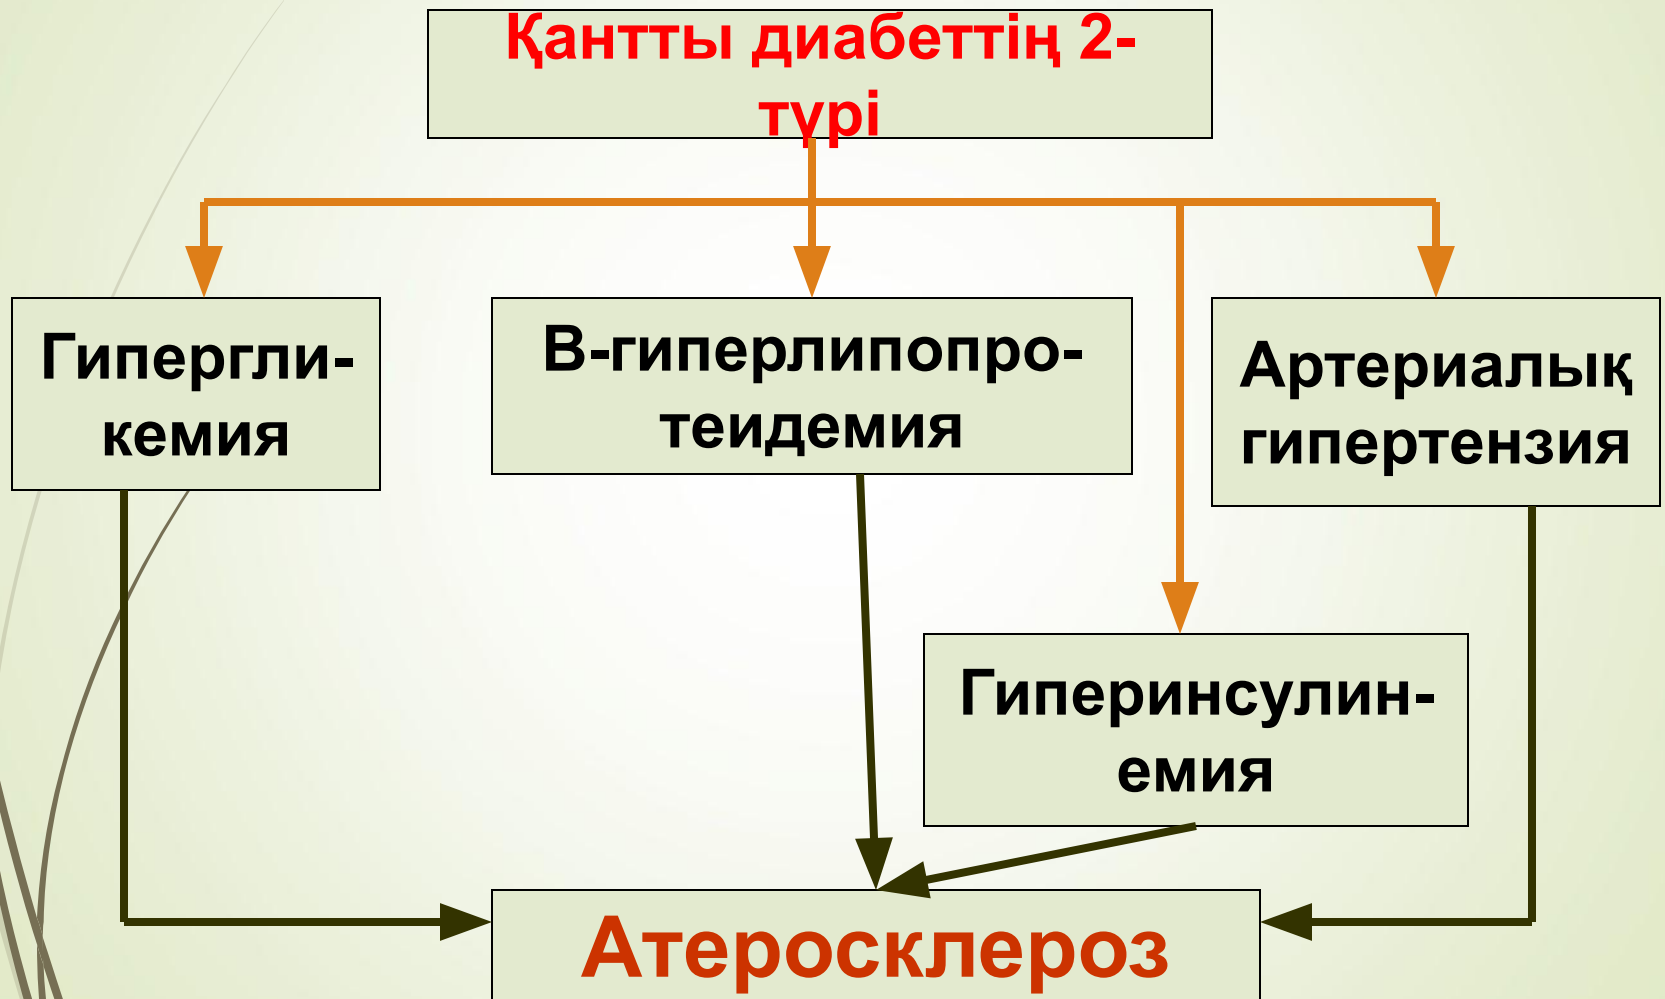 Қантты диабеттің 2-
түрі
Гипергли-
кемия
В-гиперлипопро-
теидемия
Артериалық
гипертензия
Гиперинсулин-
емия
Атеросклероз